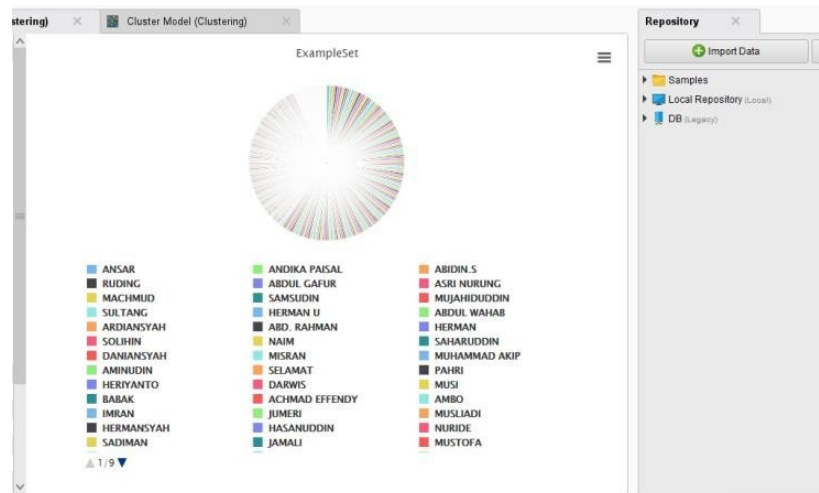 stering)
Cluster Model (Clustering)
Repository
Import Data
Samples
Local Repository (Local)
DB (Legacy)
ExampleSet
ANSAR
RUDING
MACHMUD
SULTANG
ARDIANSYAH
SOLIHIN
DANIANSYAH
AMINUDIN
HERIYANTO
BABAK
IMRAN
HERMANSYAH
SADIMAN
ANDIKA PAISAL
ABDUL GAFUR
SAMSUDIN
HERMAN U
ABD. RAHMAN
NAIM
MISRAN
SELAMAT
DARWIS
ACHMAD EFFENDY
JUMERI
HASANUDDIN
JAMALI
ABIDIN.S
ASRI NURUNG
MUJAHIDUDDIN
ABDUL WAHAB
HERMAN
SAHARUDDIN
MUHAMMAD AKIP
PAHRI
MUSI
AMBO
MUSLIADI
NURIDE
MUSTOFA
1/9